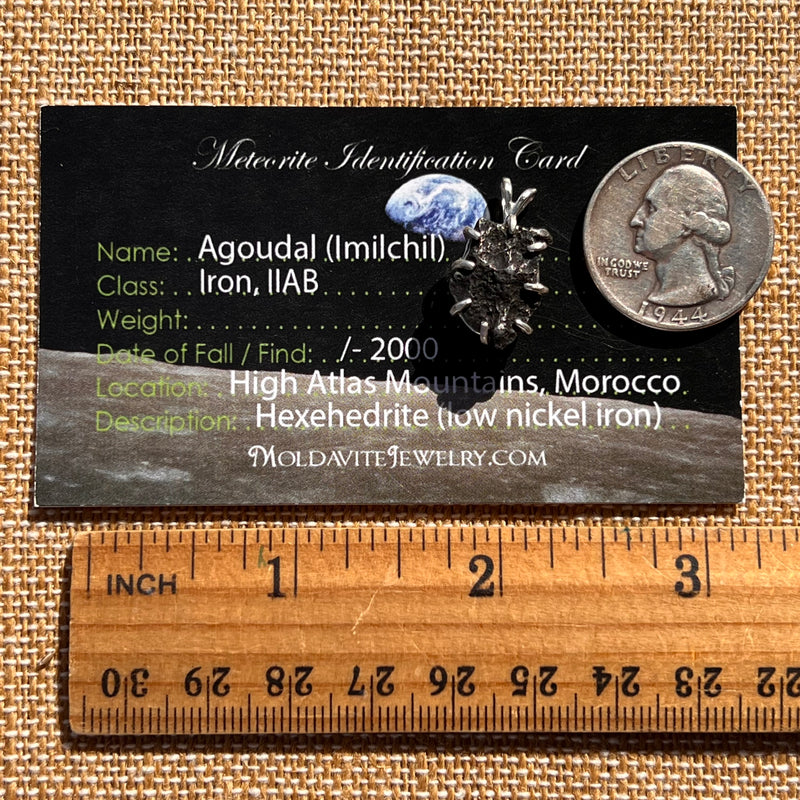 Meteorite Identification Card
Name: . Agoudal (Imilchil)
Class: . . Iron, IIAB
Weight:
Date of Fall / Find: . . /- 2000
Location: . High Atlas Mountains, Morocco
Description: . Hexehedrite (low nickel iron)
MOLDAVITEJEWELRY.COM
LIBERTY
IN GOD WE
TRUST
1944
INCH 1 2 3
30 29 28 27 26 25 24 23 22